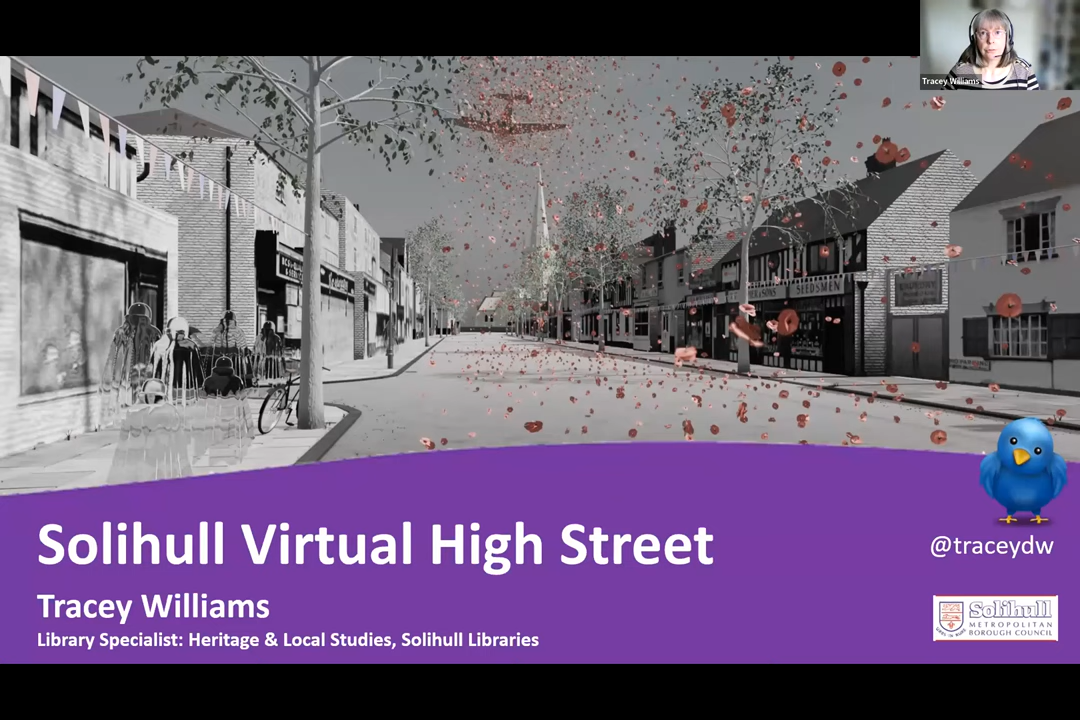 Tracey Williams
SEEDSMEN
Solihull Virtual High Street
@traceydw
Tracey Williams
Library Specialist: Heritage & Local Studies, Solihull Libraries
Solihull
METROPOLITAN
BOROUGH COUNCIL